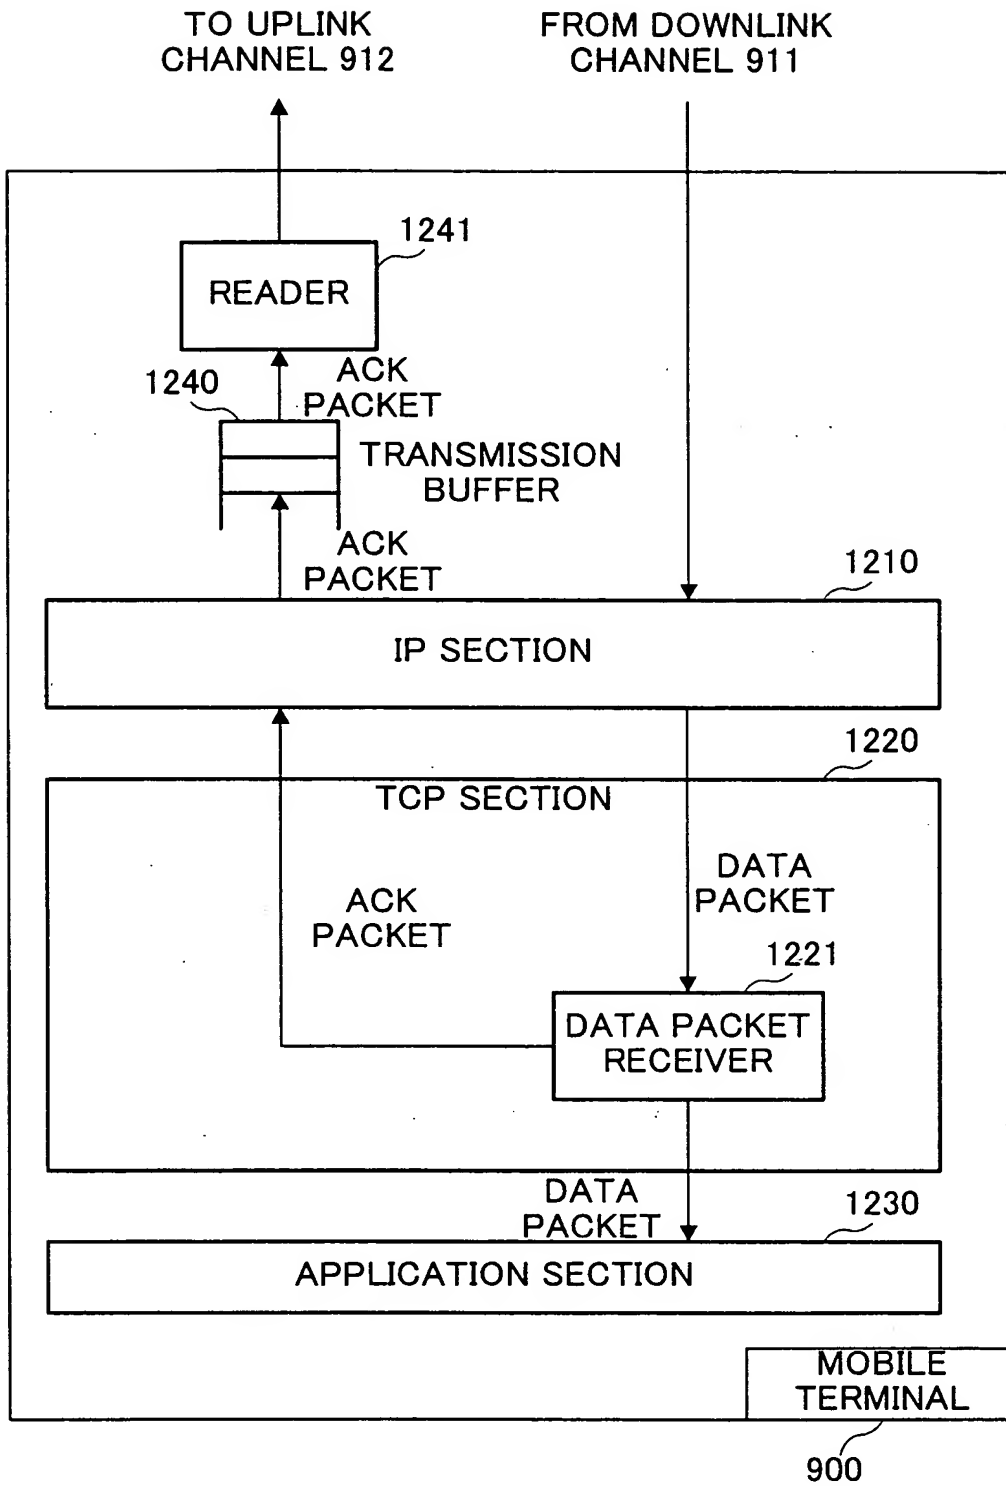 TO UPLINK
CHANNEL 912
FROM DOWNLINK
CHANNEL 911
1241
READER
1240
ACK
PACKET
TRANSMISSION
BUFFER
ACK
PACKET
1210
IP SECTION
1220
TCP SECTION
DATA
PACKET
ACK
PACKET
1221
DATA PACKET
RECEIVER
DATA
PACKET
1230
APPLICATION SECTION
MOBILE
TERMINAL
900